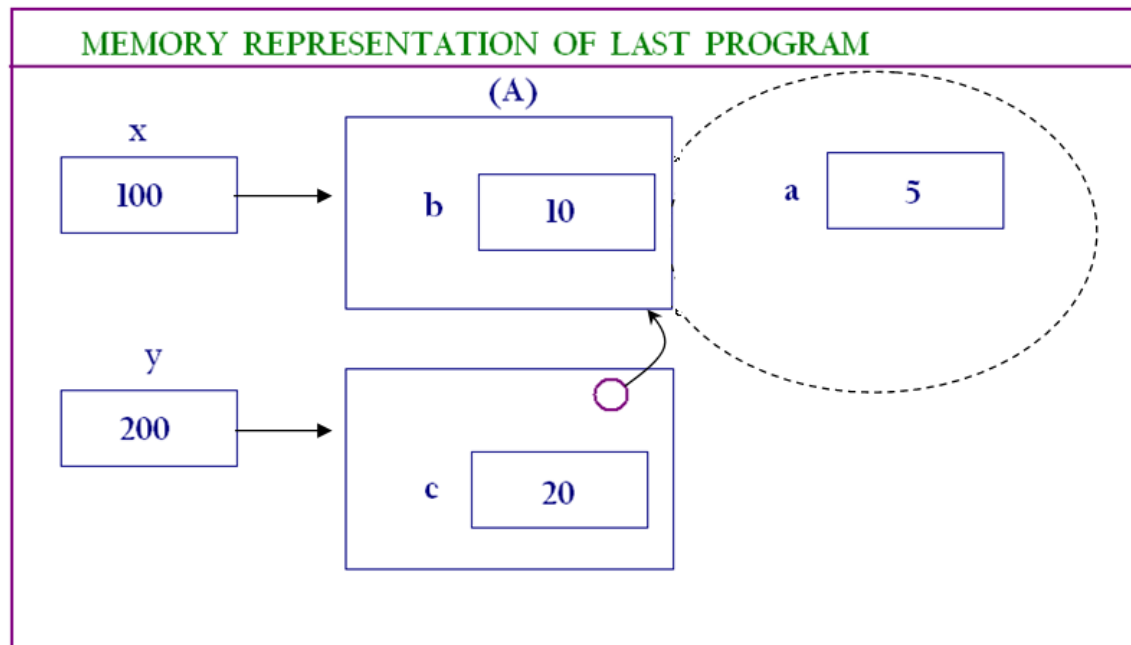 MEMORY REPRESENTATION OF LAST PROGRAM
(A)
x
100
b
10
a
5
y
200
c
20